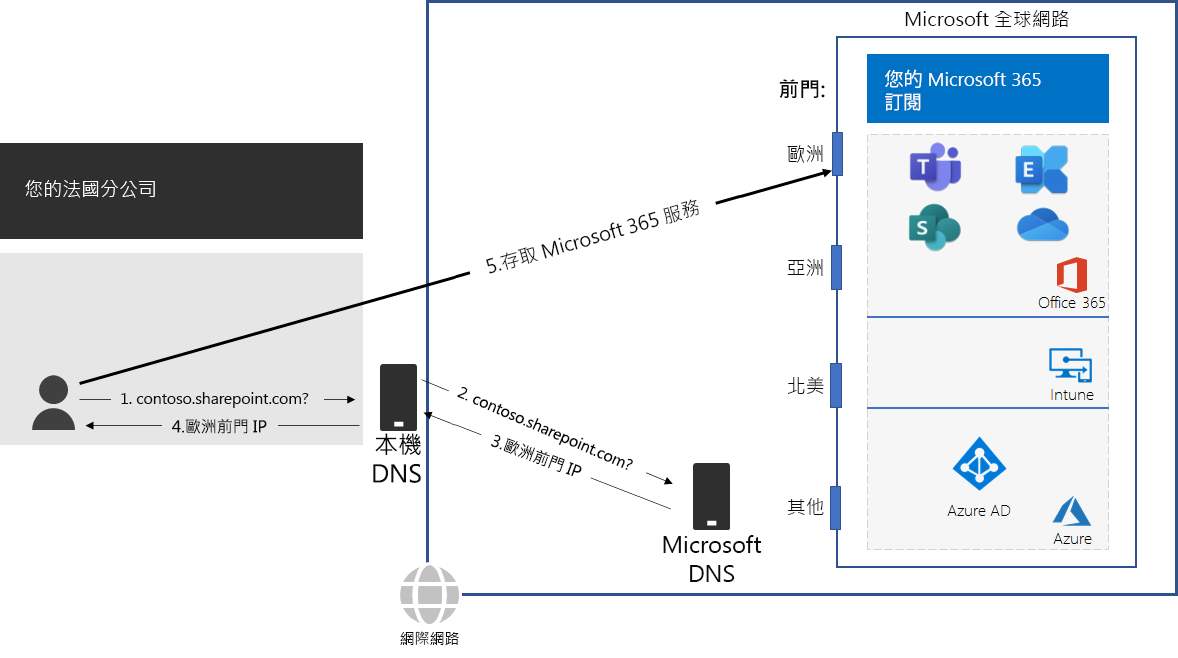 Microsoft 全球網路
您的 Microsoft 365
訂閱
前門:
歐洲
T
E
S
您的法國分公司
5.存取 Microsoft 365 服務
亞洲
Office 365
1. contoso.sharepoint.com?
4.歐洲前門 IP
2. contoso.sharepoint.com?
3.歐洲前門 IP
北美
Intune
本機
DNS
其他
Azure AD
Azure
Microsoft
DNS
網際網路